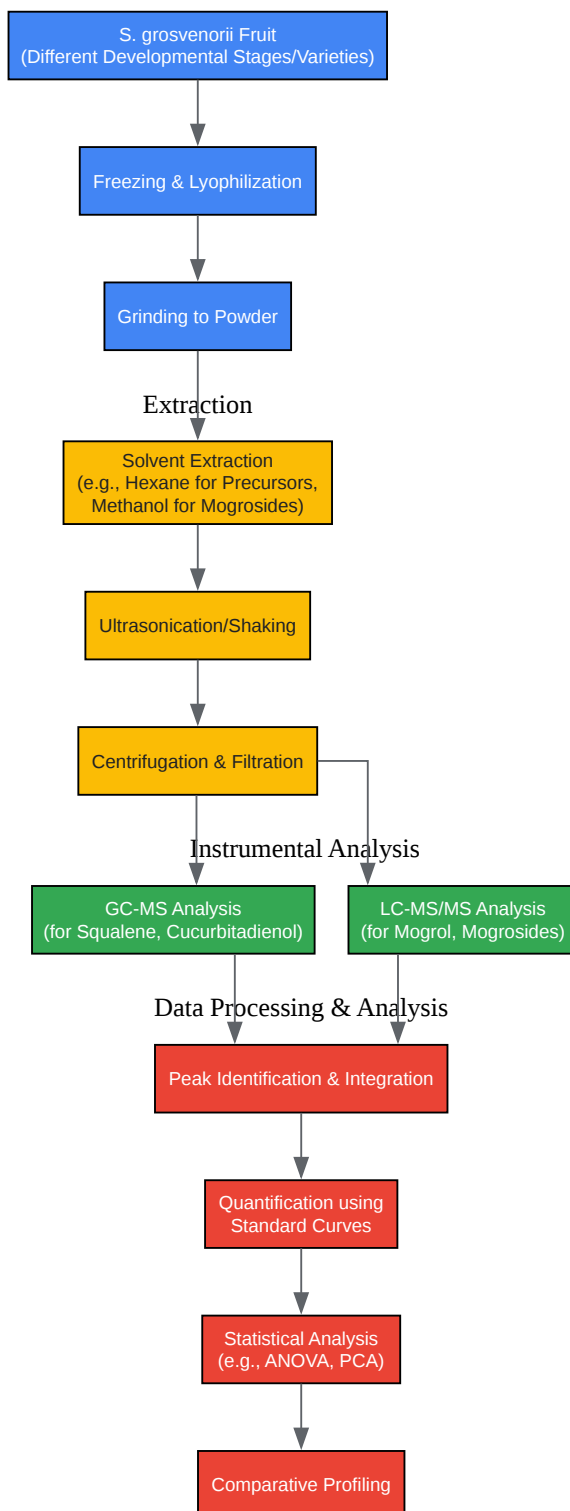 S. grosvenorii Fruit
(Different Developmental Stages/Varieties)
Freezing & Lyophilization
Grinding to Powder
Extraction
Solvent Extraction
(e.g., Hexane for Precursors,
Methanol for Mogrosides)
Ultrasonication/Shaking
Centrifugation & Filtration
Instrumental Analysis
GC-MS Analysis
(for Squalene, Cucurbitadienol)
LC-MS/MS Analysis
(for Mogrol, Mogrosides)
Data Processing & Analysis
Peak Identification & Integration
Quantification using
Standard Curves
Statistical Analysis
(e.g., ANOVA, PCA)
Comparative Profiling